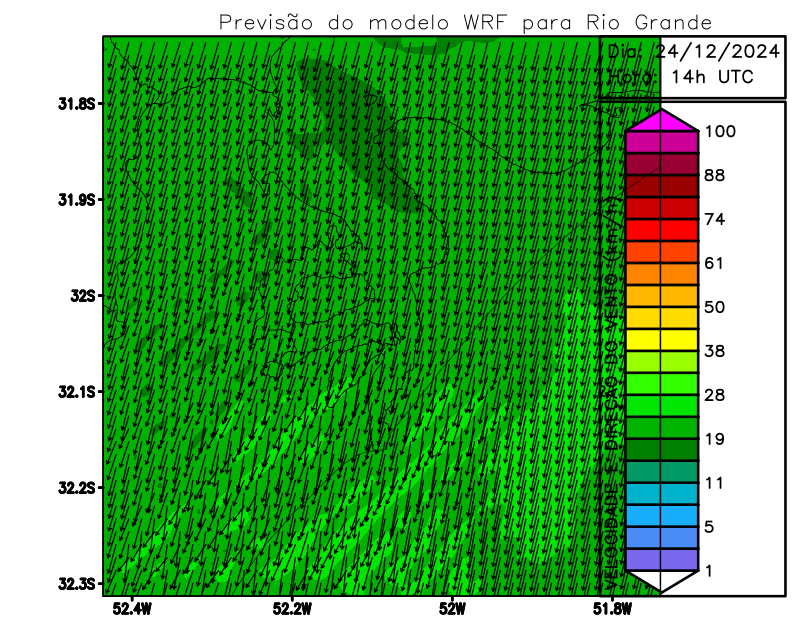 Previsão do modelo WRF para Rio Grande
Dia: 24/12/2024
Hora: 14h UTC
31.8S
31.9S
32S
32.1S
32.2S
32.3S
52.4W
52.2W
52W
51.8W
VELOCIDADE E DIREÇÃO DO VENTO (km/h)
100
88
74
61
50
38
28
19
11
5
1